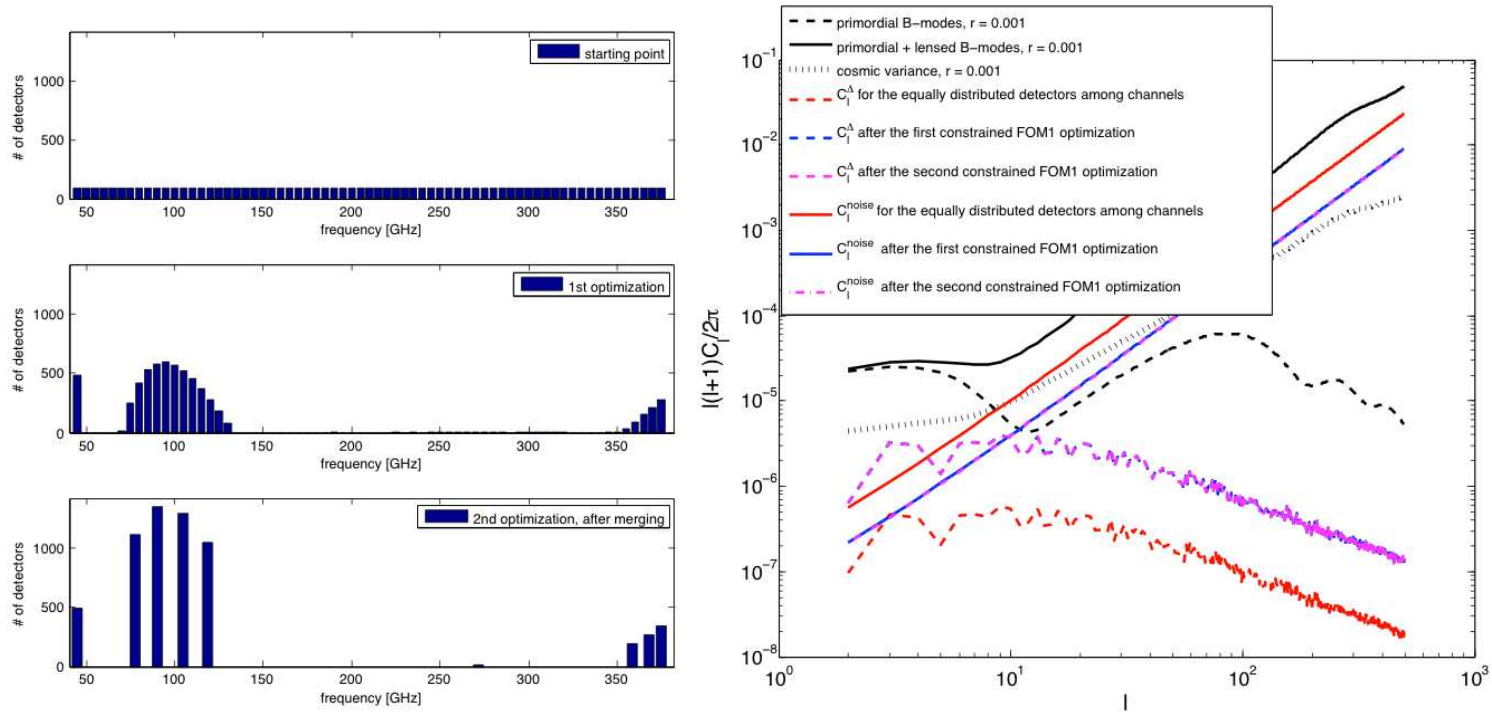 starting point
# of detectors
1000
500
0
50 100 150 200 250 300 350
frequency [GHz]
1st optimization
# of detectors
1000
500
0
50 100 150 200 250 300 350
frequency [GHz]
2nd optimization, after merging
# of detectors
1000
500
0
50 100 150 200 250 300 350
frequency [GHz]
primordial B−modes, r = 0.001
primordial + lensed B−modes, r = 0.001
cosmic variance, r = 0.001
C_l^Δ for the equally distributed detectors among channels
C_l^Δ after the first constrained FOM1 optimization
C_l^Δ after the second constrained FOM1 optimization
C_l^noise for the equally distributed detectors among channels
C_l^noise after the first constrained FOM1 optimization
C_l^noise after the second constrained FOM1 optimization
l(l+1)C_l/2π
10^−1
10^−2
10^−3
10^−4
10^−5
10^−6
10^−7
10^−8
10^0 10^1 10^2 10^3
l